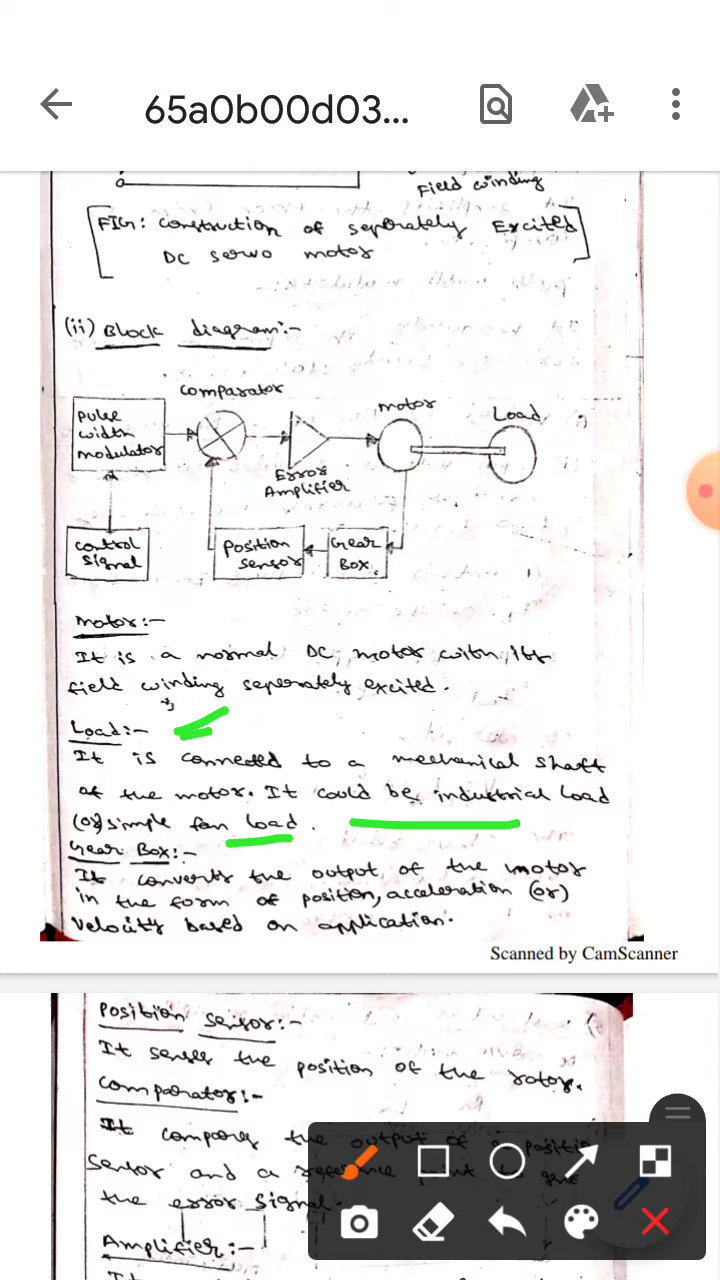 65a0b00d03...
Field winding
FIG: construction of seperately Excited
DC servo motor
(ii) Block diagram:-
comparator
Pulse
width
modulator
motor
Load
Error
Amplifier
control
signal
Position
sensor
Gear
Box
Motor:-
It is a normal DC motor with its
field winding seperately excited.
Load:-
It is connected to a mechanical shaft
of the motor. It could be industrial load
(or) simple fan load.
Gear Box:-
It converts the output of the motor
in the form of position, acceleration (or)
velocity based on application.
Scanned by CamScanner
Position sensor:-
It senses the position of the rotor.
Comparator:-
It compares the output of
sensor and a
the error signal.
Amplifier:-
It